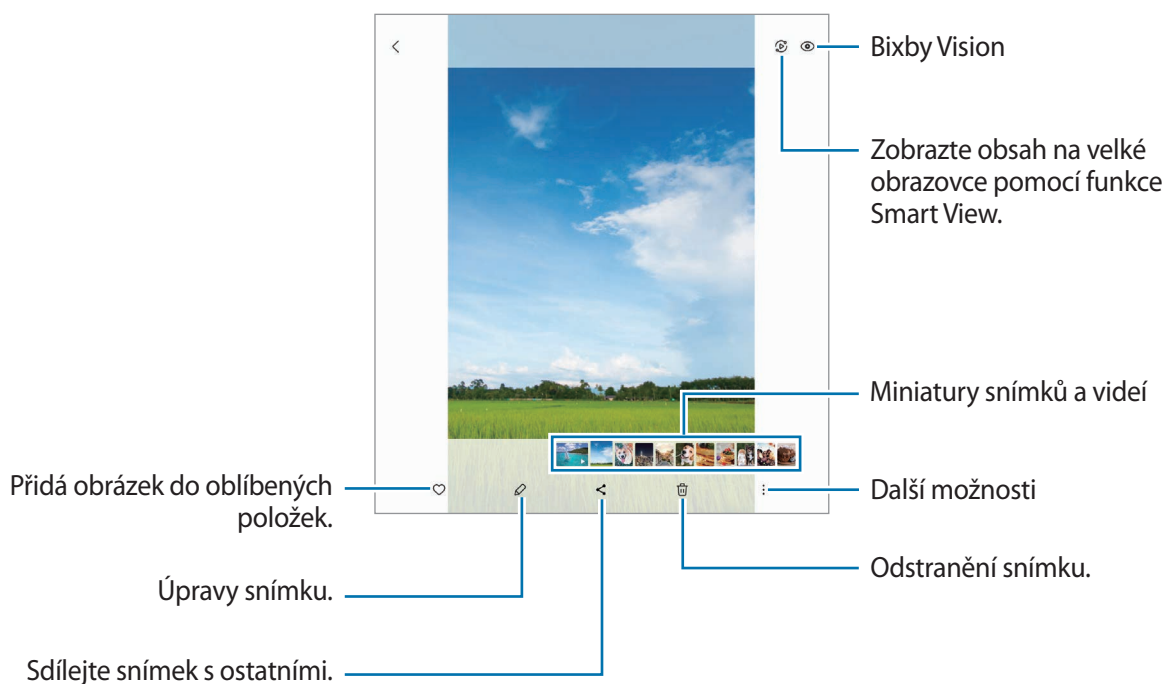 Bixby Vision
Zobrazte obsah na velké
obrazovce pomocí funkce
Smart View.
Miniatury snímků a videí
Přidá obrázek do oblíbených
položek.
Další možnosti
Odstranění snímku.
Úpravy snímku.
Sdílejte snímek s ostatními.